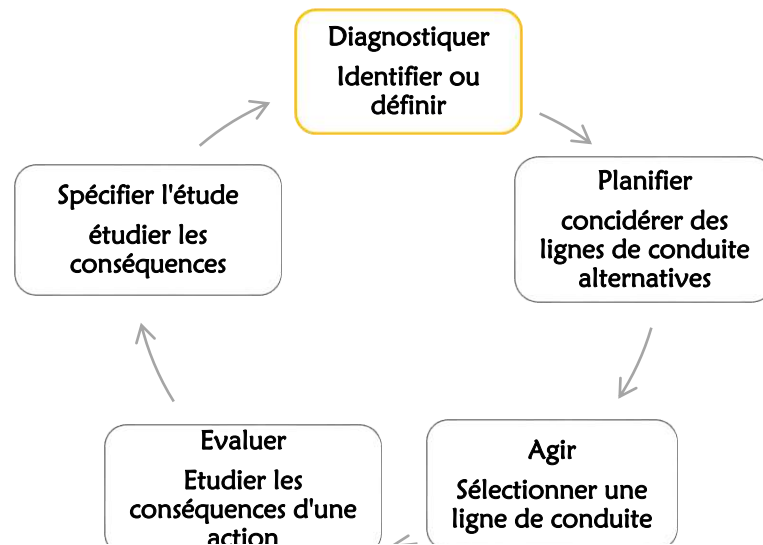 Diagnostiquer
Identifier ou
définir
Planifier
concidérer des
lignes de conduite
alternatives
Agir
Sélectionner une
ligne de conduite
Evaluer
Etudier les
conséquences d'une
action
Spécifier l'étude
étudier les
conséquences